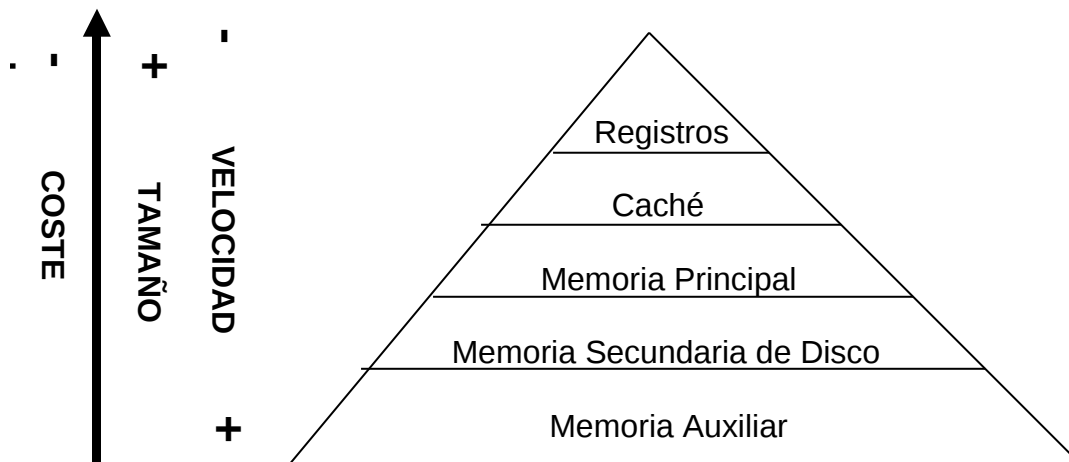 -
-
+
COSTE
TAMAÑO
VELOCIDAD
+
Registros
Caché
Memoria Principal
Memoria Secundaria de Disco
Memoria Auxiliar